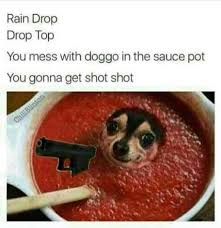 Rain Drop
Drop Top
You mess with doggo in the sauce pot
You gonna get shot shot